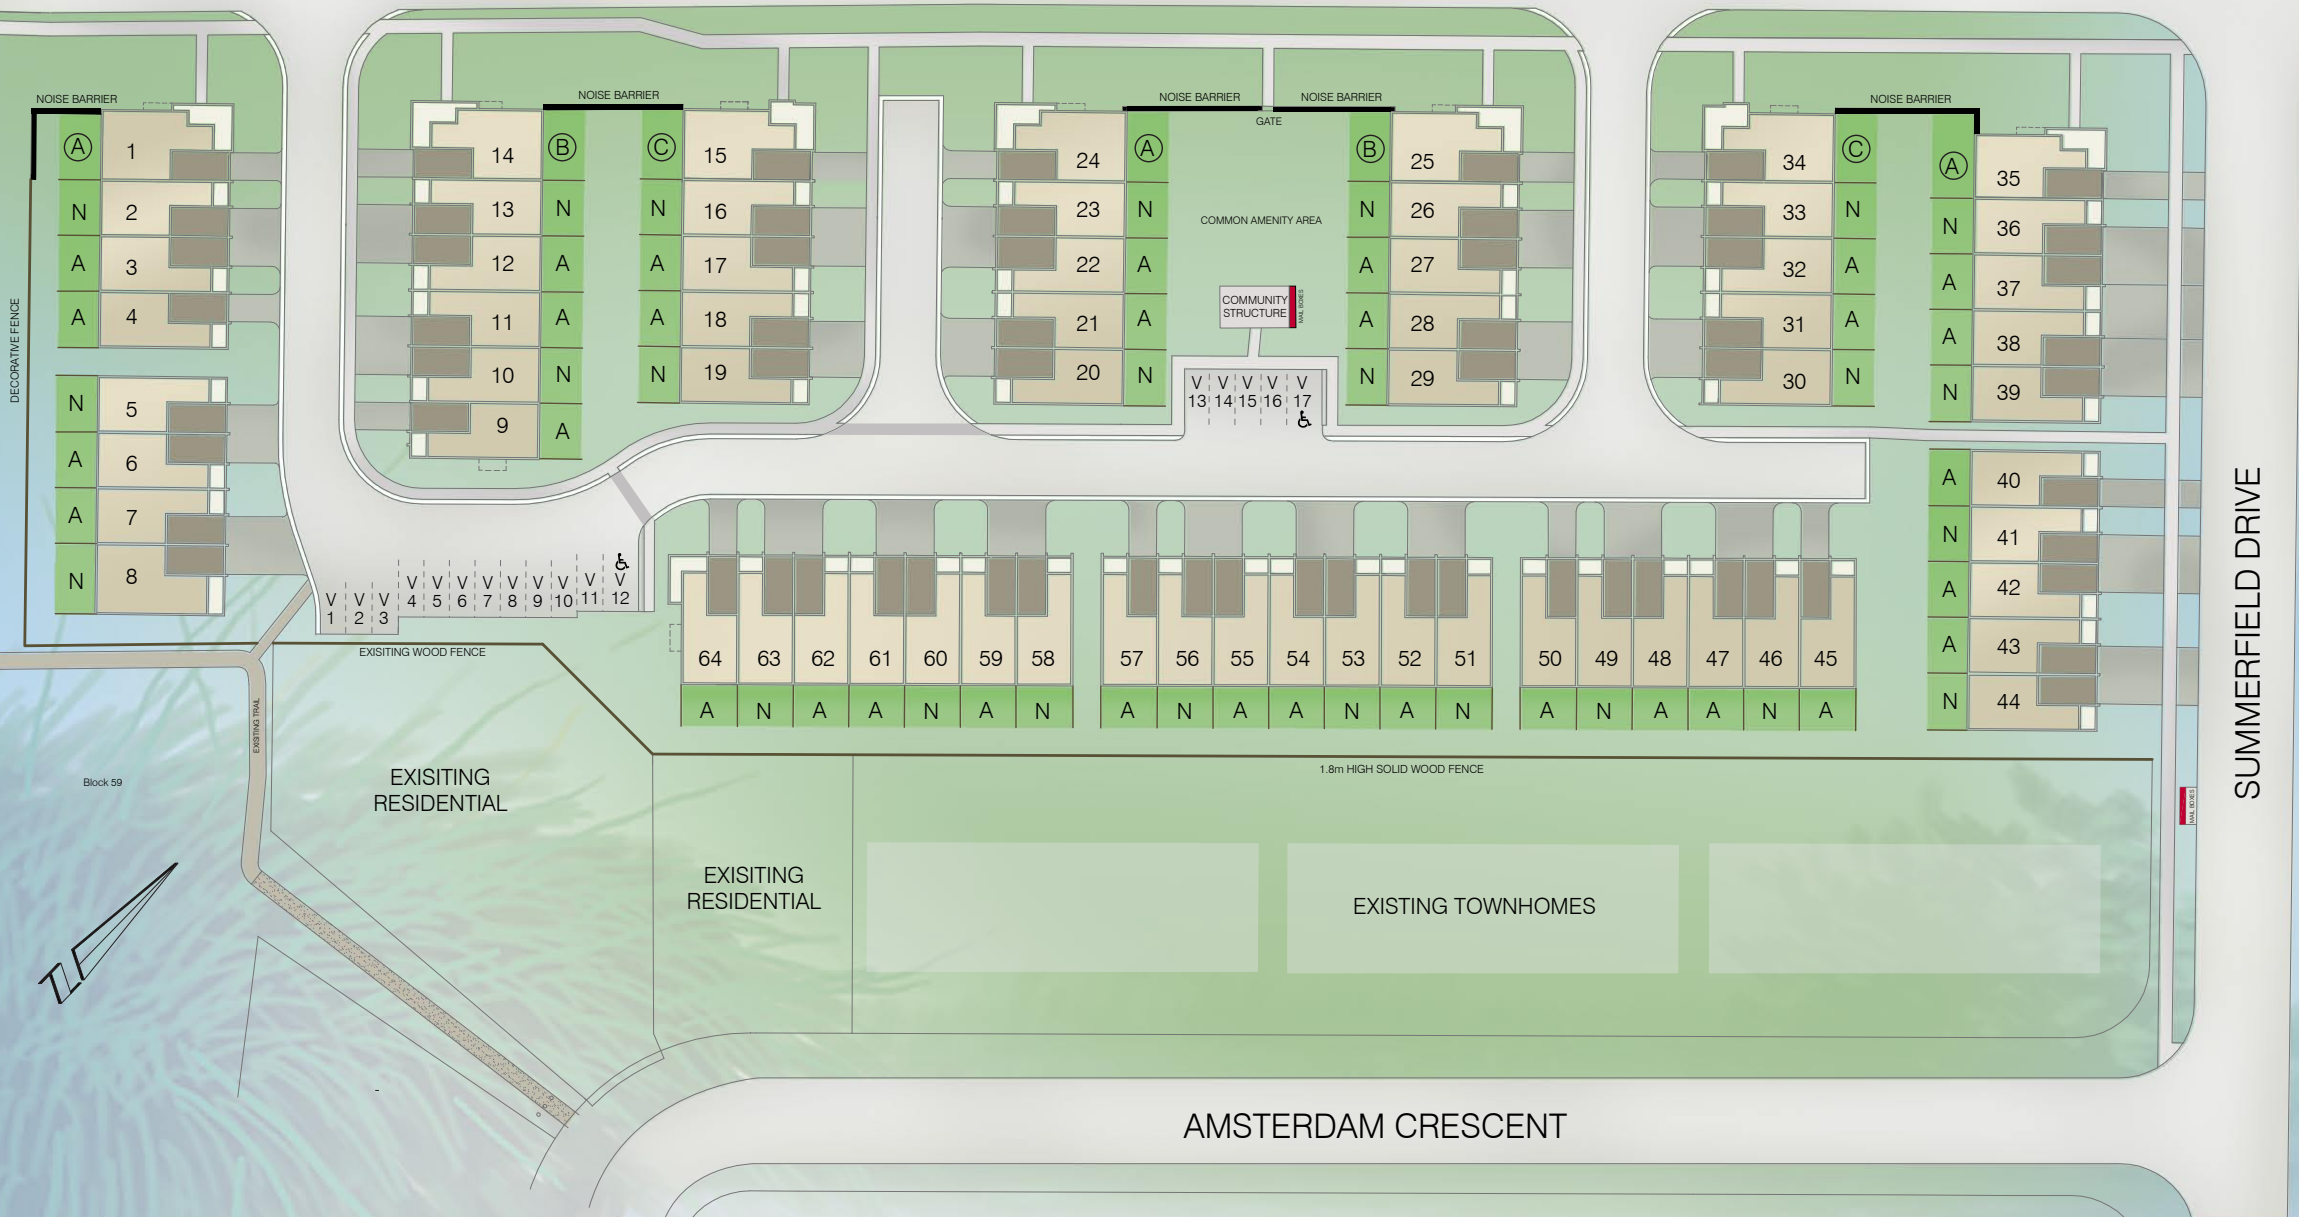 NOISE BARRIER
NOISE BARRIER
NOISE BARRIER
NOISE BARRIER
NOISE BARRIER
GATE
A 1
N 2
A 3
A 4
N 5
A 6
A 7
N 8
DECORATIVE FENCE
14 B
13 N
12 A
11 A
10 N
9 A
C 15
N 16
A 17
A 18
N 19
24 A
23 N
22 A
21 A
20 N
COMMON AMENITY AREA
COMMUNITY
STRUCTURE
MAIL BOXES
B 25
N 26
A 27
A 28
N 29
V V V V V
13 14 15 16 17
34 C
33 N
32 A
31 A
30 N
A 35
N 36
A 37
A 38
N 39
A 40
N 41
A 42
A 43
N 44
SUMMERFIELD DRIVE
V V V V V V V V V V V V
1 2 3 4 5 6 7 8 9 10 11 12
EXISITING WOOD FENCE
64 63 62 61 60 59 58
A N A A N A N
57 56 55 54 53 52 51
A N A A N A N
50 49 48 47 46 45
A N A A N A
EXISITING TRAIL
Block 59
EXISITING
RESIDENTIAL
1.8m HIGH SOLID WOOD FENCE
MAIL BOXES
EXISITING
RESIDENTIAL
EXISTING TOWNHOMES
N
AMSTERDAM CRESCENT